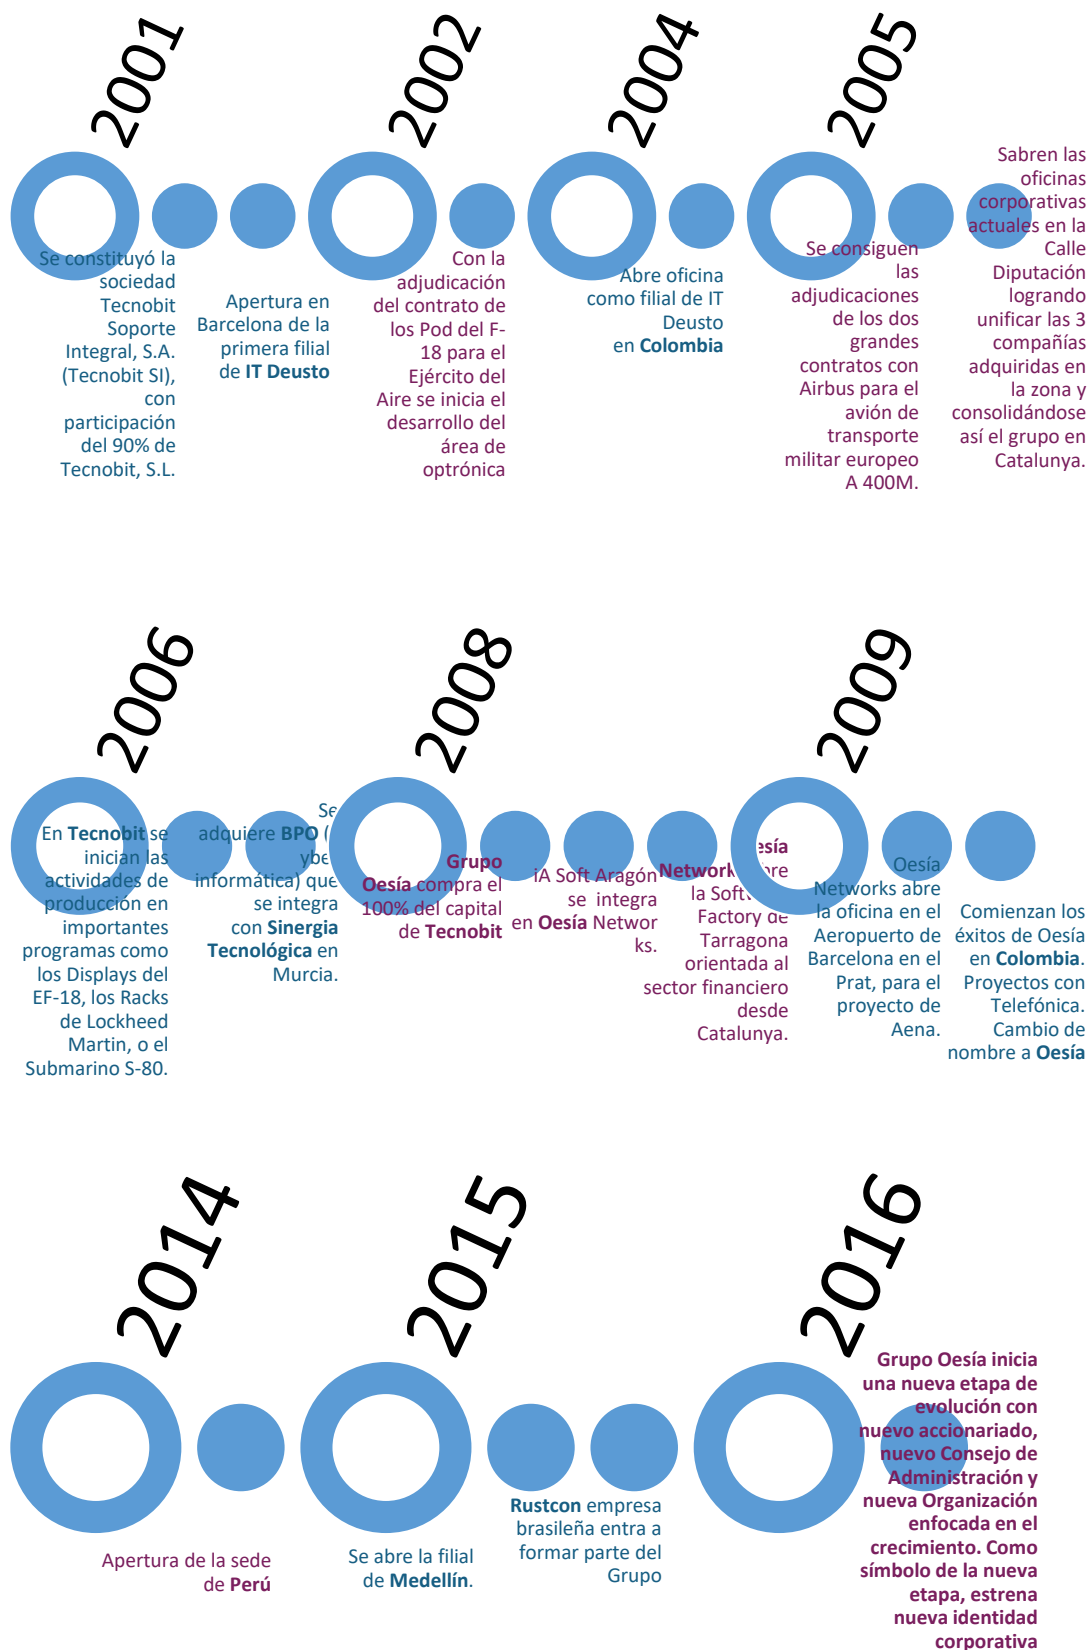 2001
Se constituyó la
sociedad
Tecnobit
Soporte
Integral, S.A.
(Tecnobit SI),
con
participación
del 90% de
Tecnobit, S.L.
Apertura en
Barcelona de la
primera filial
de IT Deusto
2002
Con la
adjudicación
del contrato de
los Pod del F-
18 para el
Ejército del
Aire se inicia el
desarrollo del
área de
optrónica
2004
Abre oficina
como filial de IT
Deusto
en Colombia
2005
Se consiguen
las
adjudicaciones
de los dos
grandes
contratos con
Airbus para el
avión de
transporte
militar europeo
A 400M.
Sabren las
oficinas
corporativas
actuales en la
Calle
Diputación
logrando
unificar las 3
compañías
adquiridas en
la zona y
consolidándose
así el grupo en
Catalunya.
2006
En Tecnobit se
inician las
actividades de
producción en
importantes
programas como
los Displays del
EF-18, los Racks
de Lockheed
Martin, o el
Submarino S-80.
Se
adquiere BPO (
informática) que
se integra
con Sinergia
Tecnológica en
Murcia.
2008
Grupo
Oesía compra el
100% del capital
de Tecnobit
iA Soft Aragón
se integra
en Oesía Networ
ks.
la
Factory de
Tarragona
orientada al
sector financiero
desde
Catalunya.
2009
Oesía
Networks abre
la oficina en el
Aeropuerto de
Barcelona en el
Prat, para el
proyecto de
Aena.
Comienzan los
éxitos de Oesía
en Colombia.
Proyectos con
Telefónica.
Cambio de
nombre a Oesía
2014
Apertura de la sede
de Perú
2015
Se abre la filial
de Medellín.
Rustcon empresa
brasileña entra a
formar parte del
Grupo
2016
Grupo Oesía inicia
una nueva etapa de
evolución con
nuevo accionariado,
nuevo Consejo de
Administración y
nueva Organización
enfocada en el
crecimiento. Como
símbolo de la nueva
etapa, estrena
nueva identidad
corporativa